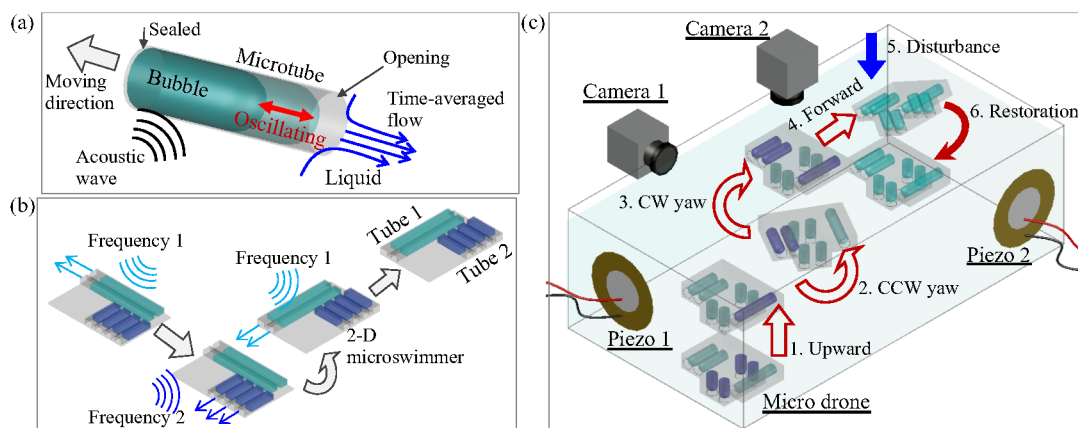 (a)
Sealed
Microtube
Opening
Moving
direction
Bubble
Oscillating
Time-averaged
flow
Acoustic
wave
Liquid
(b)
Frequency 1
Frequency 2
Frequency 1
Tube 1
Tube 2
2-D
microswimmer
(c)
Camera 2
Camera 1
5. Disturbance
4. Forward
6. Restoration
3. CW yaw
Piezo 2
2. CCW yaw
Piezo 1
1. Upward
Micro drone